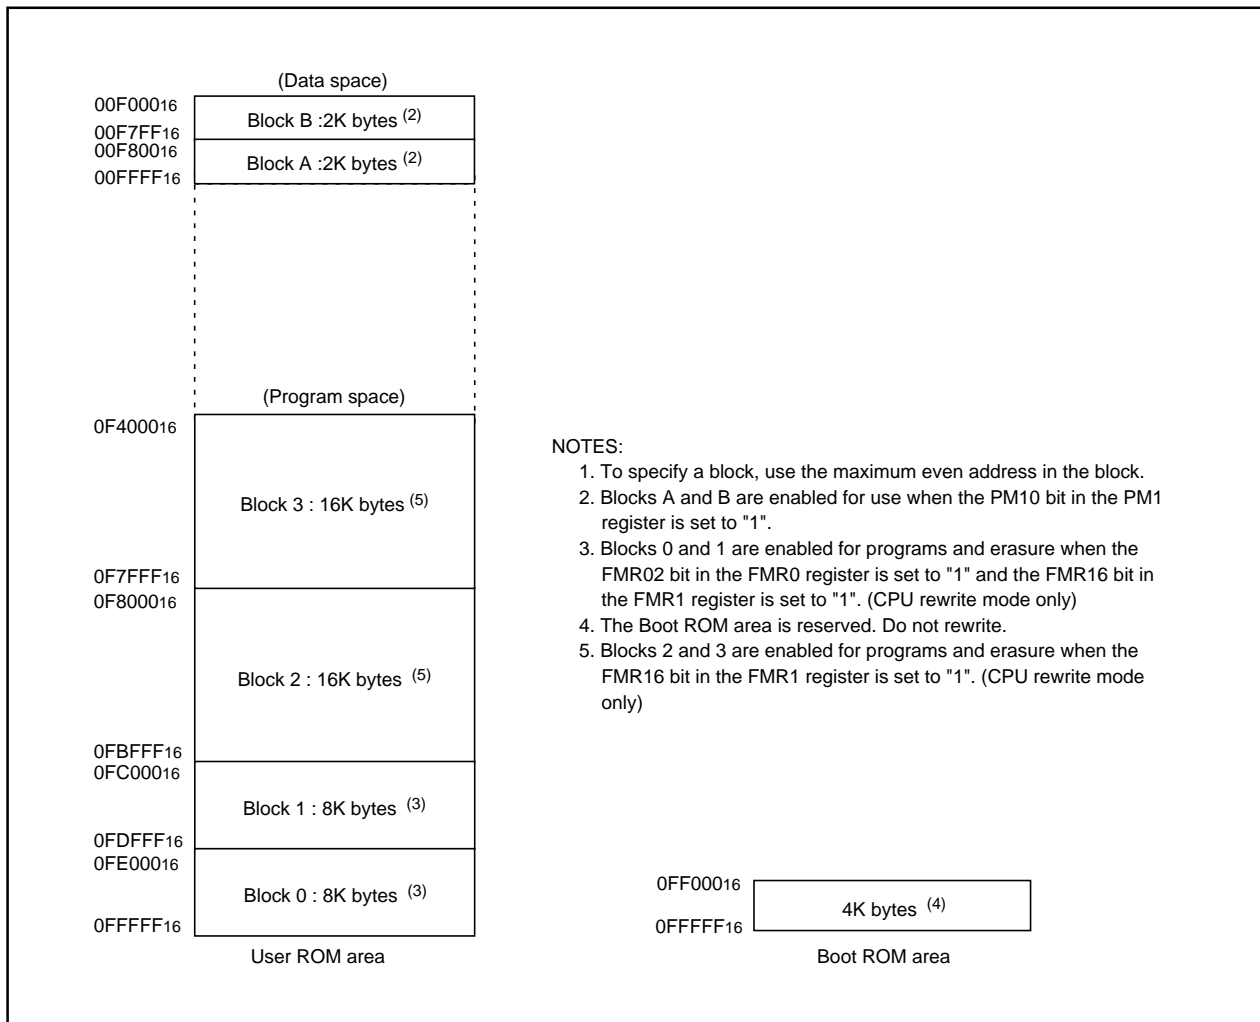 (Data space)
00F00016
Block B :2K bytes (2)
00F7FF16
00F80016
Block A :2K bytes (2)
00FFFF16
(Program space)
0F400016
Block 3 : 16K bytes (5)
0F7FFF16
0F800016
Block 2 : 16K bytes (5)
0FBFFF16
0FC00016
Block 1 : 8K bytes (3)
0FDFFF16
0FE00016
Block 0 : 8K bytes (3)
0FFFFF16
User ROM area
NOTES:
1. To specify a block, use the maximum even address in the block.
2. Blocks A and B are enabled for use when the PM10 bit in the PM1
register is set to "1".
3. Blocks 0 and 1 are enabled for programs and erasure when the
FMR02 bit in the FMR0 register is set to "1" and the FMR16 bit in
the FMR1 register is set to "1". (CPU rewrite mode only)
4. The Boot ROM area is reserved. Do not rewrite.
5. Blocks 2 and 3 are enabled for programs and erasure when the
FMR16 bit in the FMR1 register is set to "1". (CPU rewrite mode
only)
0FF00016
4K bytes (4)
0FFFFF16
Boot ROM area